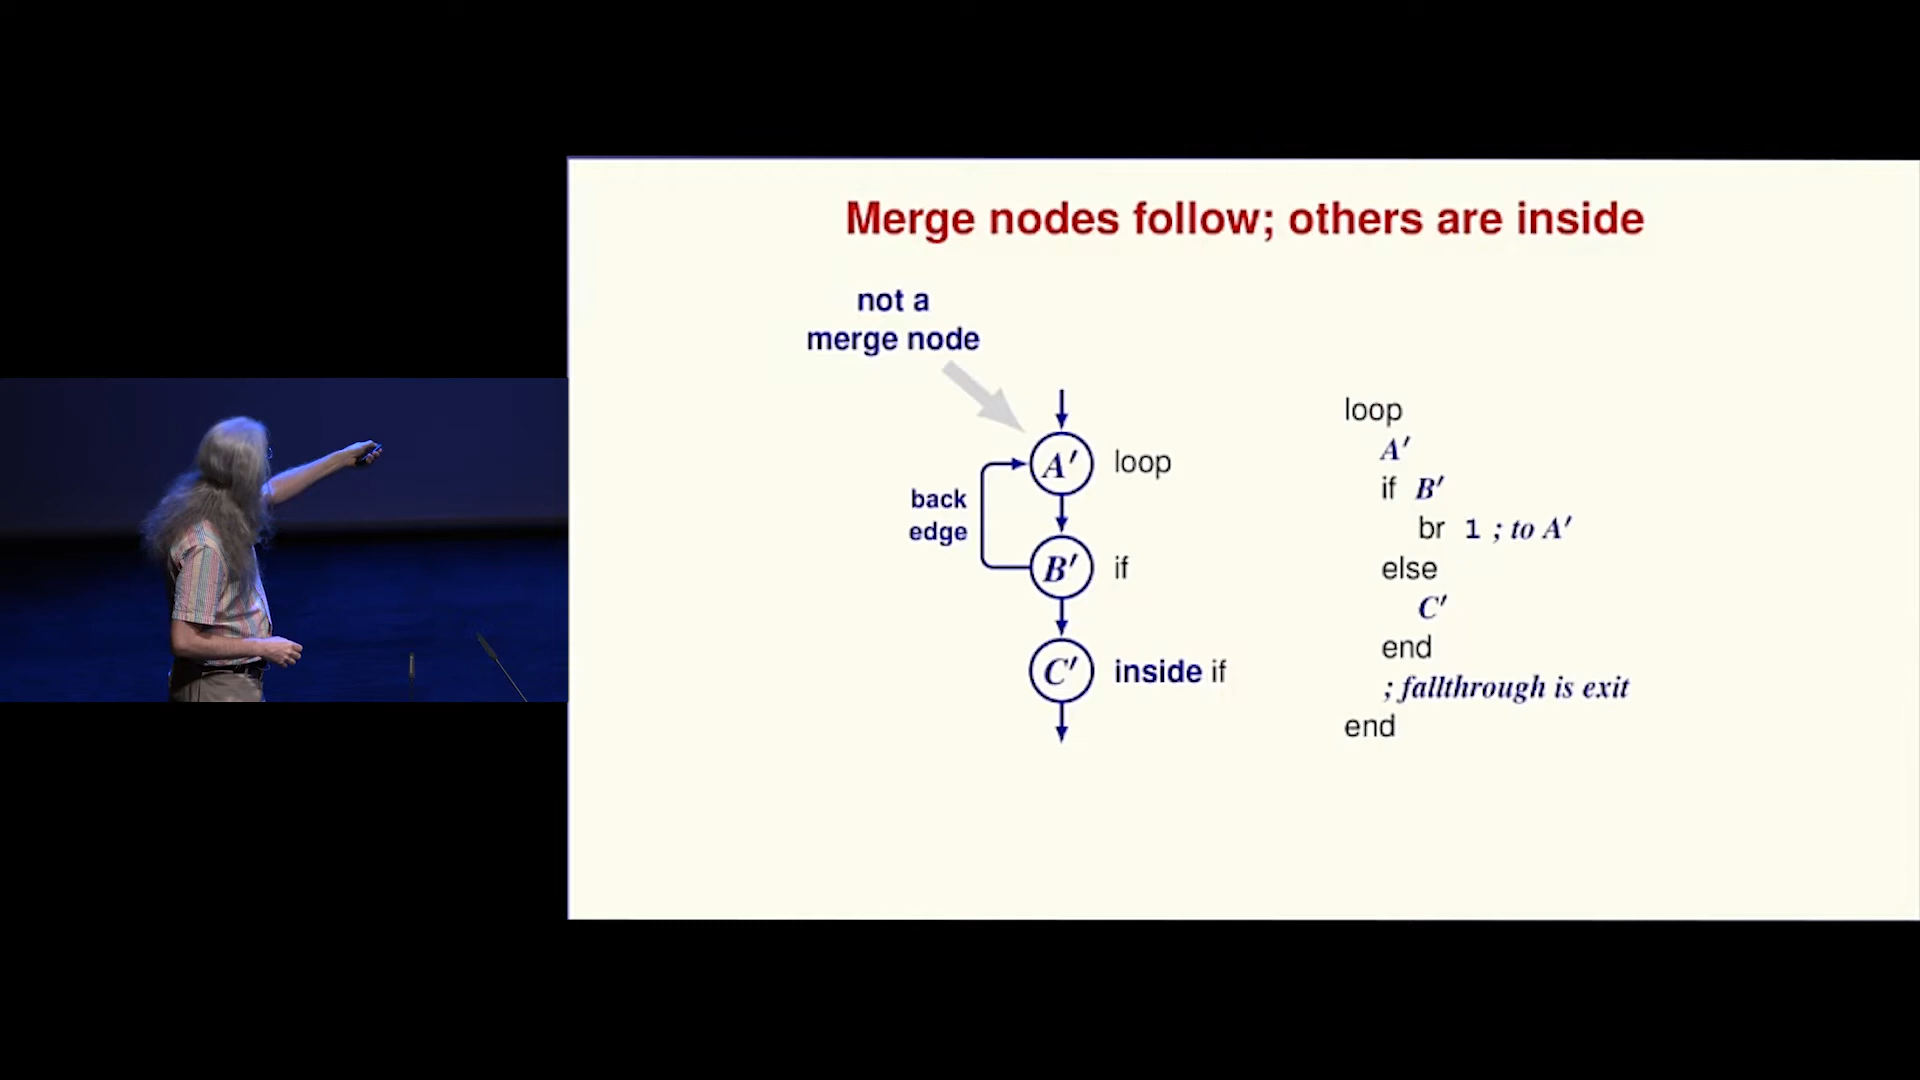 Merge nodes follow; others are inside
not a
merge node
A′ loop
back
edge
B′ if
C′ inside if
loop
A′
if B′
br 1 ; to A′
else
C′
end
; fallthrough is exit
end